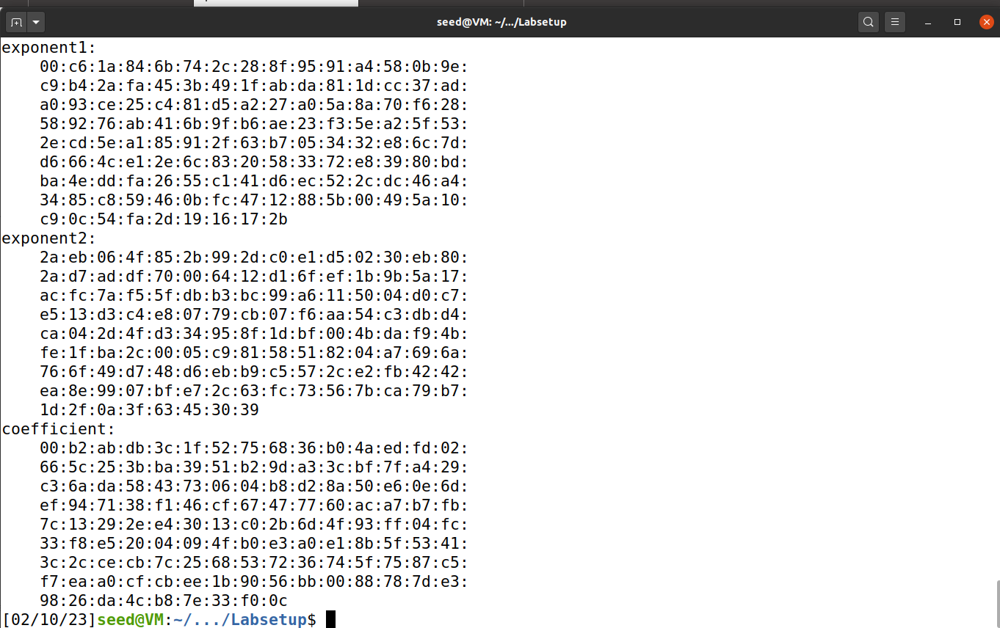 seed@VM: ~/.../Labsetup
exponent1:
00:c6:1a:84:6b:74:2c:28:8f:95:91:a4:58:0b:9e:
c9:b4:2a:fa:45:3b:49:1f:ab:da:81:1d:cc:37:ad:
a0:93:ce:25:c4:81:d5:a2:27:a0:5a:8a:70:f6:28:
58:92:76:ab:41:6b:9f:b6:ae:23:f3:5e:a2:5f:53:
2e:cd:5e:a1:85:91:2f:63:b7:05:34:32:e8:6c:7d:
d6:66:4c:e1:2e:6c:83:20:58:33:72:e8:39:80:bd:
ba:4e:dd:fa:26:55:c1:41:d6:ec:52:2c:dc:46:a4:
34:85:c8:59:46:0b:fc:47:12:88:5b:00:49:5a:10:
c9:0c:54:fa:2d:19:16:17:2b
exponent2:
2a:eb:06:4f:85:2b:99:2d:c0:e1:d5:02:30:eb:80:
2a:d7:ad:df:70:00:64:12:d1:6f:ef:1b:9b:5a:17:
ac:fc:7a:f5:5f:db:b3:bc:99:a6:11:50:04:d0:c7:
e5:13:d3:c4:e8:07:79:cb:07:f6:aa:54:c3:db:d4:
ca:04:2d:4f:d3:34:95:8f:1d:bf:00:4b:da:f9:4b:
fe:1f:ba:2c:00:05:c9:81:58:51:82:04:a7:69:6a:
76:6f:49:d7:48:d6:eb:b9:c5:57:2c:e2:fb:42:42:
ea:8e:99:07:bf:e7:2c:63:fc:73:56:7b:ca:79:b7:
1d:2f:0a:3f:63:45:30:39
coefficient:
00:b2:ab:db:3c:1f:52:75:68:36:b0:4a:ed:fd:02:
66:5c:25:3b:ba:39:51:b2:9d:a3:3c:bf:7f:a4:29:
c3:6a:da:58:43:73:06:04:b8:d2:8a:50:e6:0e:6d:
ef:94:71:38:f1:46:cf:67:47:77:60:ac:a7:b7:fb:
7c:13:29:2e:e4:30:13:c0:2b:6d:4f:93:ff:04:fc:
33:f8:e5:20:04:09:4f:b0:e3:a0:e1:8b:5f:53:41:
3c:2c:ce:cb:7c:25:68:53:72:36:74:5f:75:87:c5:
f7:ea:a0:cf:cb:ee:1b:90:56:bb:00:88:78:7d:e3:
98:26:da:4c:b8:7e:33:f0:0c
[02/10/23]seed@VM:~/.../Labsetup$